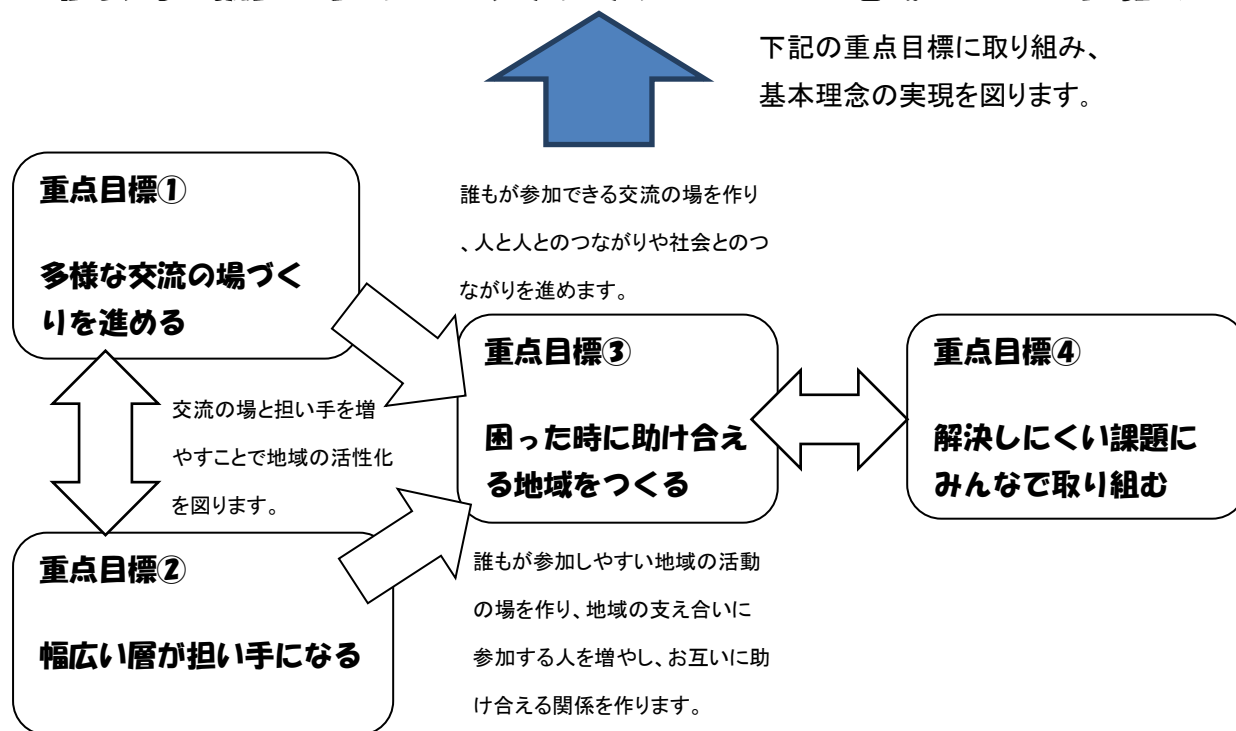 下記の重点目標に取り組み、
基本理念の実現を図ります。
重点目標①
多様な交流の場づく
りを進める
誰もが参加できる交流の場を作り
、人と人とのつながりや社会とのつ
ながりを進めます。
交流の場と担い手を増
やすことで地域の活性化
を図ります。
重点目標②
幅広い層が担い手になる
重点目標③
困った時に助け合え
る地域をつくる
誰もが参加しやすい地域の活動
の場を作り、地域の支え合いに
参加する人を増やし、お互いに助
け合える関係を作ります。
重点目標④
解決しにくい課題に
みんなで取り組む